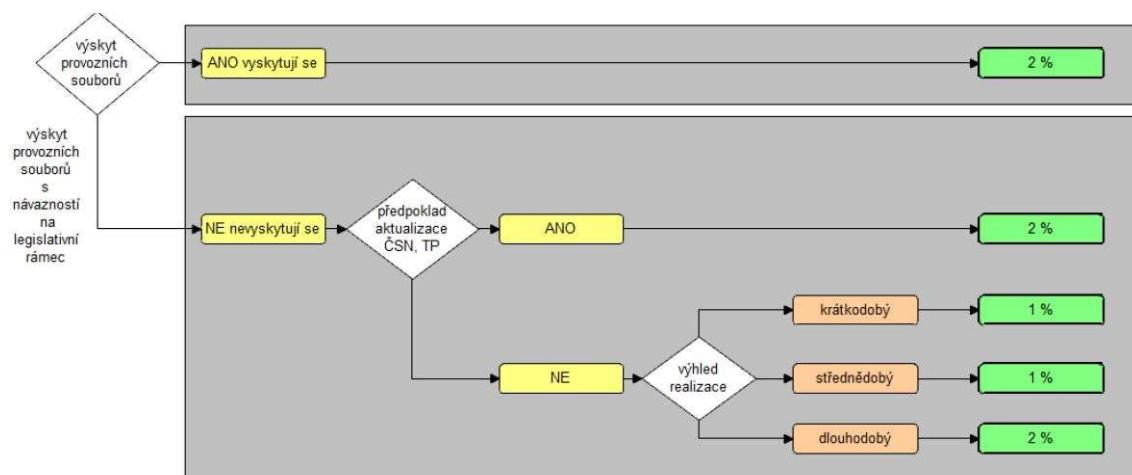 výskyt
provozních
souborů
ANO vyskytují se
2 %
výskyt
provozních
souborů
s
návazností
na
legislativní
rámec
NE nevyskytují se
předpoklad
aktualizace
ČSN, TP
ANO
2 %
krátkodobý
1 %
NE
výhled
realizace
střednědobý
1 %
dlouhodobý
2 %